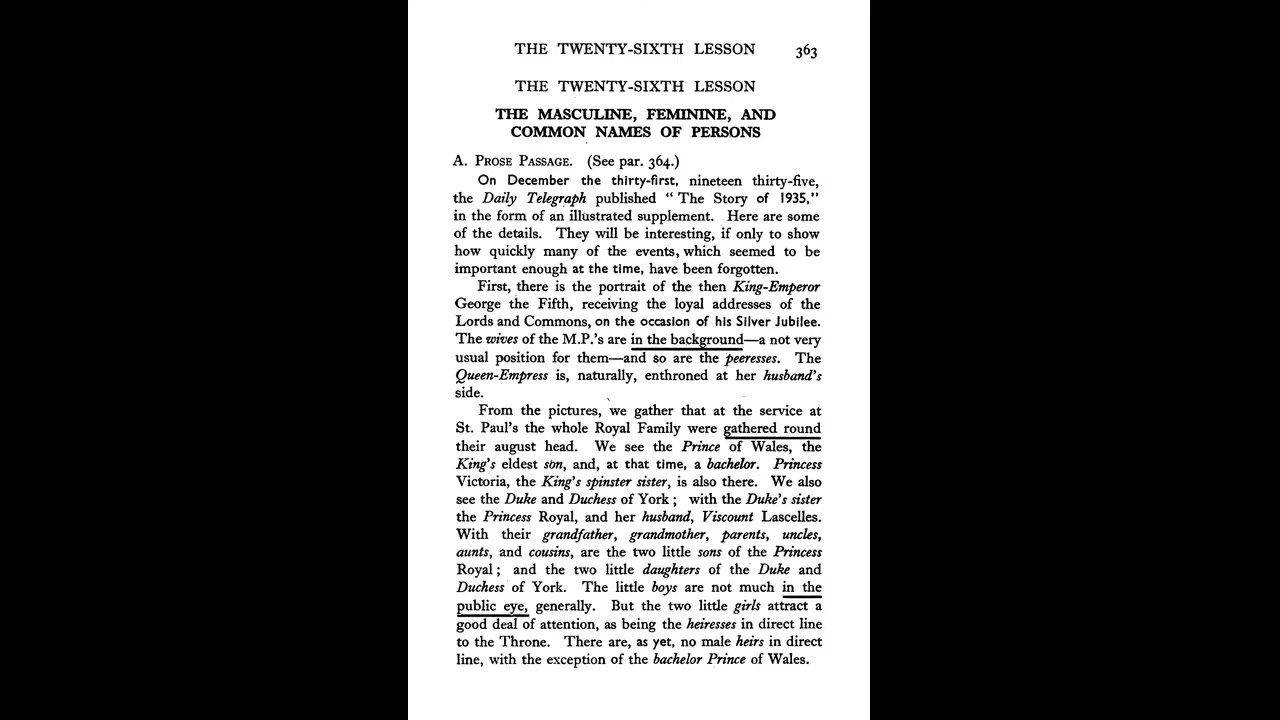 THE TWENTY-SIXTH LESSON 363
THE TWENTY-SIXTH LESSON
THE MASCULINE, FEMININE, AND
COMMON NAMES OF PERSONS
A. PROSE PASSAGE. (See par. 364.)
On December the thirty-first, nineteen thirty-five,
the Daily Telegraph published “ The Story of 1935,”
in the form of an illustrated supplement. Here are some
of the details. They will be interesting, if only to show
how quickly many of the events, which seemed to be
important enough at the time, have been forgotten.
First, there is the portrait of the then King-Emperor
George the Fifth, receiving the loyal addresses of the
Lords and Commons, on the occasion of his Silver Jubilee.
The wives of the M.P.'s are in the background—a not very
usual position for them—and so are the peeresses. The
Queen-Empress is, naturally, enthroned at her husband's
side.
From the pictures, we gather that at the service at
St. Paul's the whole Royal Family were gathered round
their august head. We see the Prince of Wales, the
King's eldest son, and, at that time, a bachelor. Princess
Victoria, the King's spinster sister, is also there. We also
see the Duke and Duchess of York ; with the Duke's sister
the Princess Royal, and her husband, Viscount Lascelles.
With their grandfather, grandmother, parents, uncles,
aunts, and cousins, are the two little sons of the Princess
Royal ; and the two little daughters of the Duke and
Duchess of York. The little boys are not much in the
public eye, generally. But the two little girls attract a
good deal of attention, as being the heiresses in direct line
to the Throne. There are, as yet, no male heirs in direct
line, with the exception of the bachelor Prince of Wales.